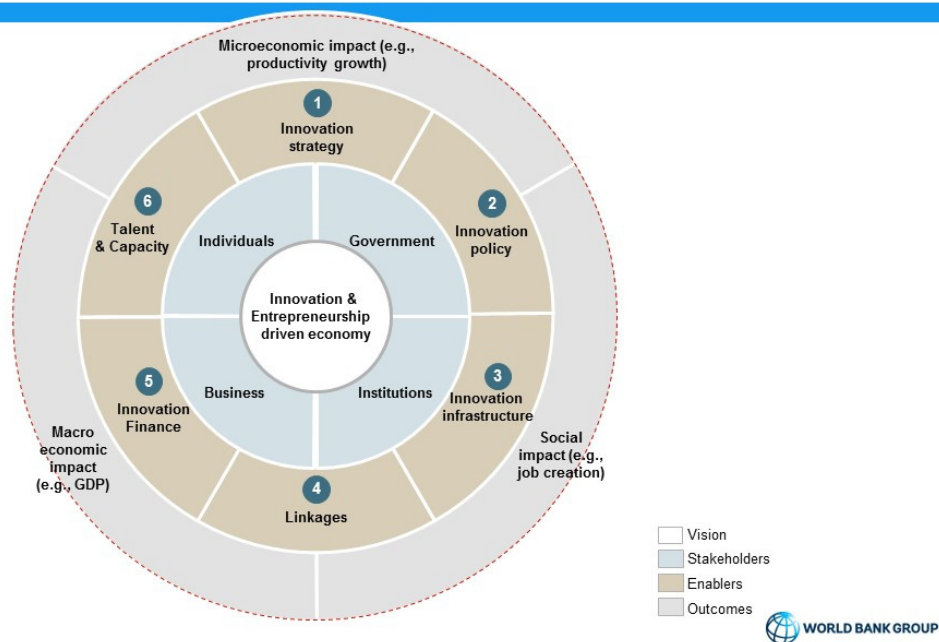 Microeconomic impact (e.g.,
productivity growth)
1
Innovation
strategy
2
Innovation
policy
3
Innovation
infrastructure
4
Linkages
5
Innovation
Finance
6
Talent
& Capacity
Individuals
Government
Business
Institutions
Innovation &
Entrepreneurship
driven economy
Macro
economic
impact
(e.g., GDP)
Social
impact (e.g.,
job creation)
Vision
Stakeholders
Enablers
Outcomes
WORLD BANK GROUP